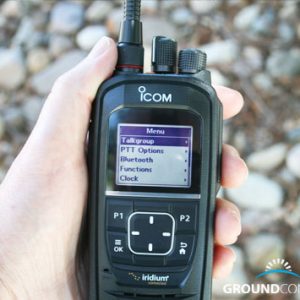 ICOM
Menu
Talkgroup
PTT Options
Bluetooth
Functions
Clock
P1
P2
OK
iridium
GROUNDCO